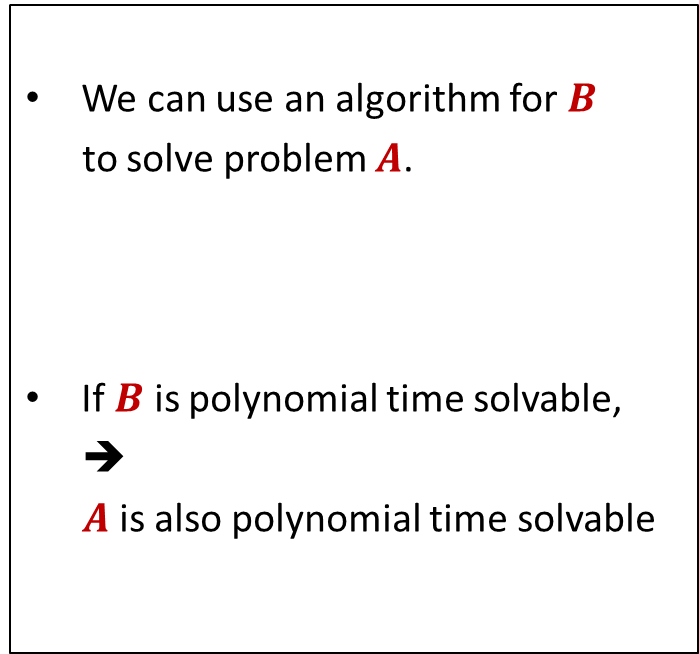 • We can use an algorithm for B
to solve problem A.
• If B is polynomial time solvable,
➔
A is also polynomial time solvable